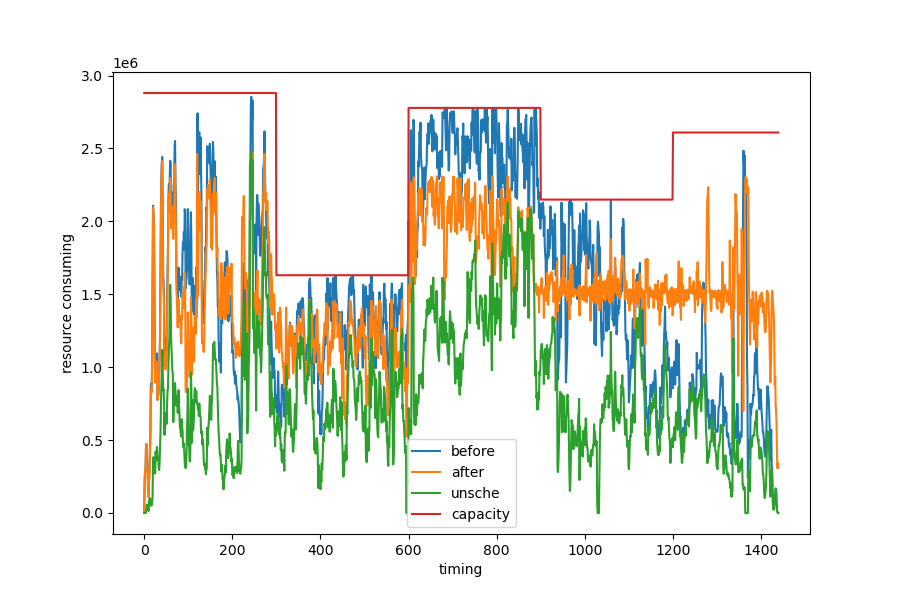 1e6
3.0
2.5
2.0
1.5
1.0
0.5
0.0
resource consuming
before
after
unsche
capacity
0 200 400 600 800 1000 1200 1400
timing